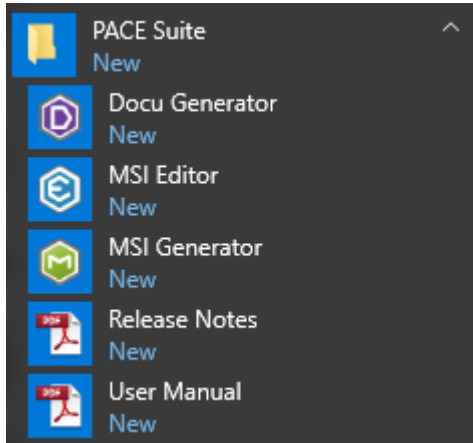 PACE Suite
New
Docu Generator
New
MSI Editor
New
MSI Generator
New
Release Notes
New
User Manual
New